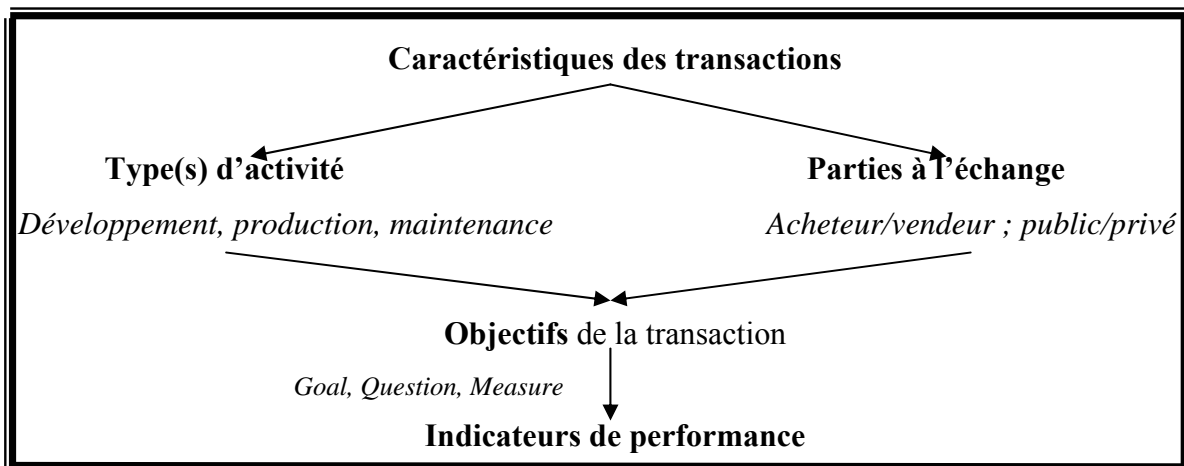 Caractéristiques des transactions
Type(s) d’activité
Parties à l’échange
Développement, production, maintenance
Acheteur/vendeur ; public/privé
Objectifs de la transaction
Goal, Question, Measure
Indicateurs de performance